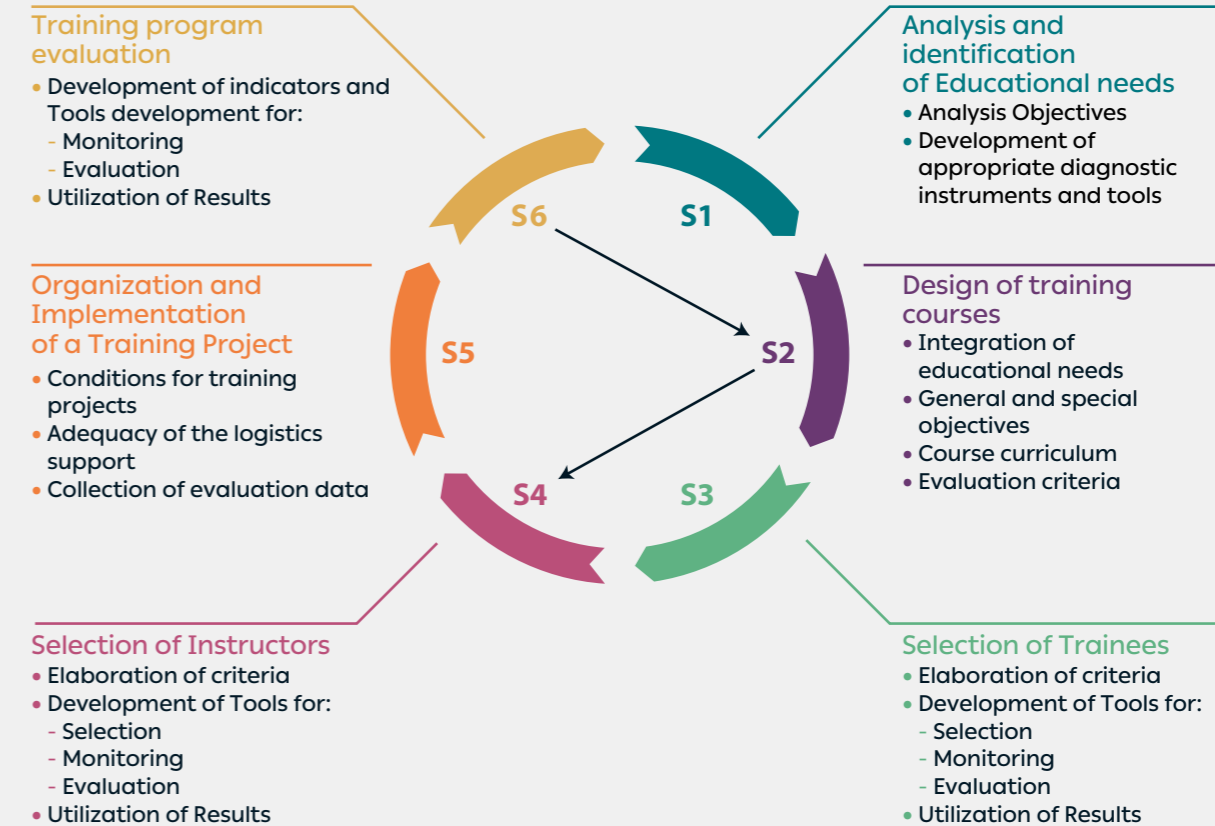 Training program
evaluation
• Development of indicators and
Tools development for:
- Monitoring
- Evaluation
• Utilization of Results
Analysis and
identification
of Educational needs
• Analysis Objectives
• Development of
appropriate diagnostic
instruments and tools
S6
S1
Organization and
Implementation
of a Training Project
• Conditions for training
projects
• Adequacy of the logistics
support
• Collection of evaluation data
S5
S2
Design of training
courses
• Integration of
educational needs
• General and special
objectives
• Course curriculum
• Evaluation criteria
S4
S3
Selection of Instructors
• Elaboration of criteria
• Development of Tools for:
- Selection
- Monitoring
- Evaluation
• Utilization of Results
Selection of Trainees
• Elaboration of criteria
• Development of Tools for:
- Selection
- Monitoring
- Evaluation
• Utilization of Results